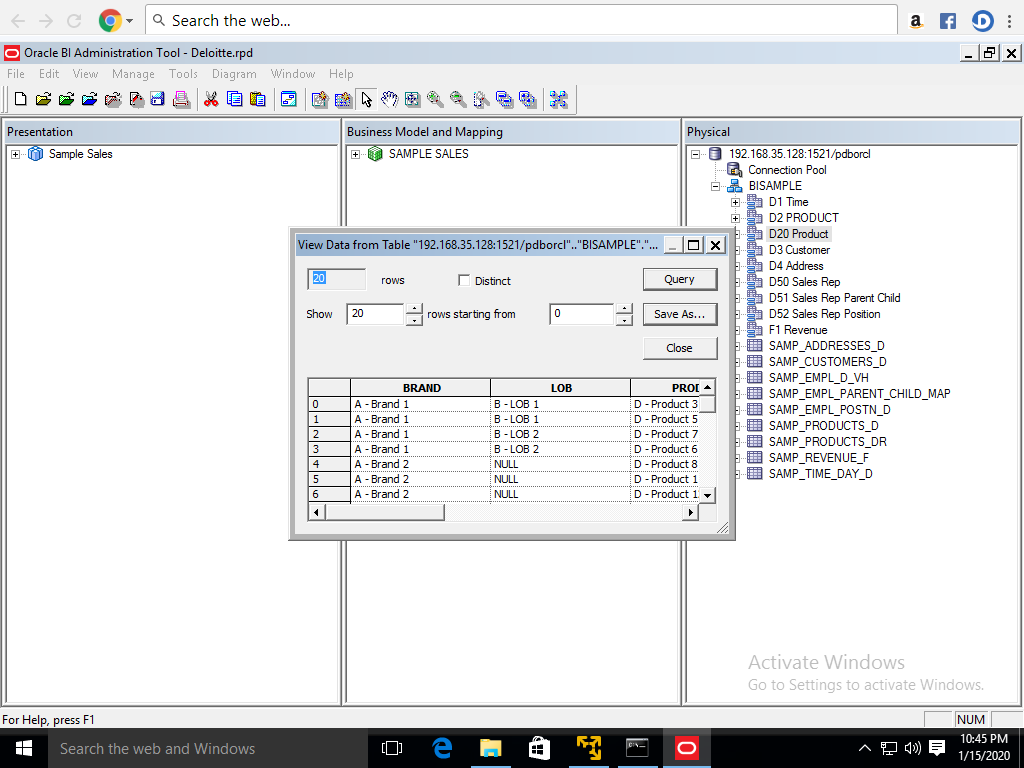 Search the web...
Oracle BI Administration Tool - Deloitte.rpd
File Edit View Manage Tools Diagram Window Help
Presentation
Sample Sales
Business Model and Mapping
SAMPLE SALES
Physical
192.168.35.128:1521/pdborcl
Connection Pool
BISAMPLE
D1 Time
D2 PRODUCT
D20 Product
D3 Customer
D4 Address
D50 Sales Rep
D51 Sales Rep Parent Child
D52 Sales Rep Position
F1 Revenue
SAMP_ADDRESSES_D
SAMP_CUSTOMERS_D
SAMP_EMPL_D_VH
SAMP_EMPL_PARENT_CHILD_MAP
SAMP_EMPL_POSTN_D
SAMP_PRODUCTS_D
SAMP_PRODUCTS_DR
SAMP_REVENUE_F
SAMP_TIME_DAY_D
View Data from Table "192.168.35.128:1521/pdborcl".."BISAMPLE"."...
20 rows Distinct Query
Show 20 rows starting from 0 Save As...
Close
BRAND LOB PROD
0 A - Brand 1 B - LOB 1 D - Product 3
1 A - Brand 1 B - LOB 1 D - Product 5
2 A - Brand 1 B - LOB 2 D - Product 7
3 A - Brand 1 B - LOB 2 D - Product 6
4 A - Brand 2 NULL D - Product 8
5 A - Brand 2 NULL D - Product 1
6 A - Brand 2 NULL D - Product 1
Activate Windows
Go to Settings to activate Windows.
For Help, press F1
NUM
Search the web and Windows
10:45 PM
1/15/2020